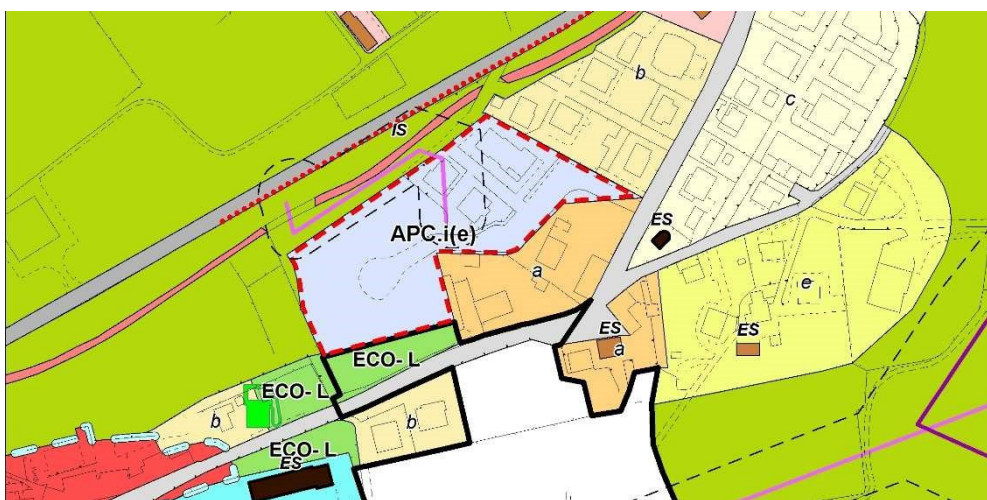 b
c
IS
ES
APC.i(e)
a
e
ES
ES
a
ECO- L
ECO- L
b
b
ECO- L
ES